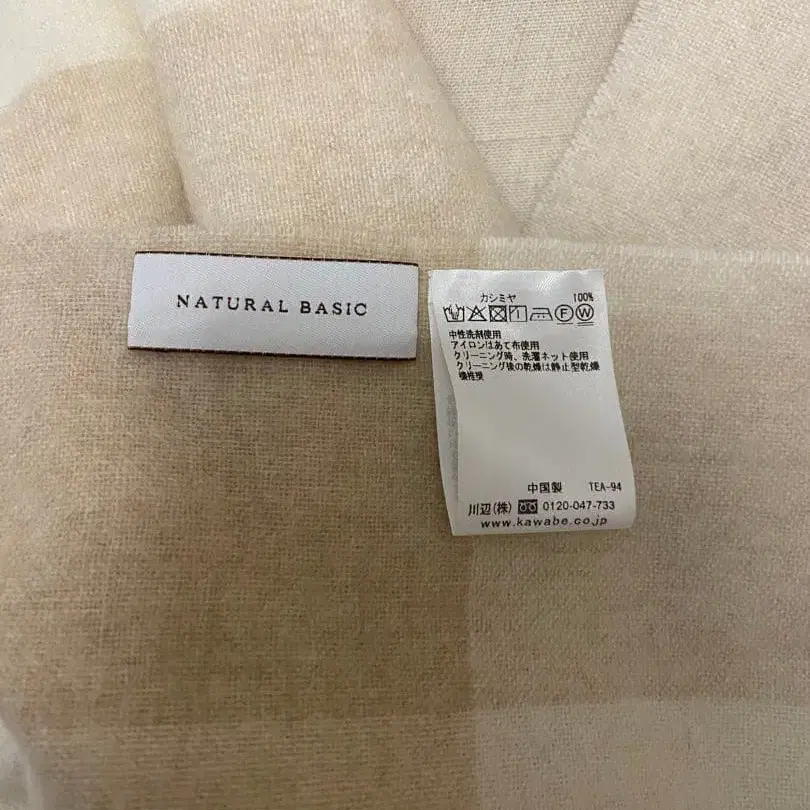 NATURAL BASIC
カシミヤ 100%
中性洗剤使用
アイロンはあて布使用
クリーニング時、洗濯ネット使用
クリーニング後の乾燥は静止型乾燥
機推奨
中国製 TEA-94
川辺(株) 0120-047-733
www.kawabe.co.jp